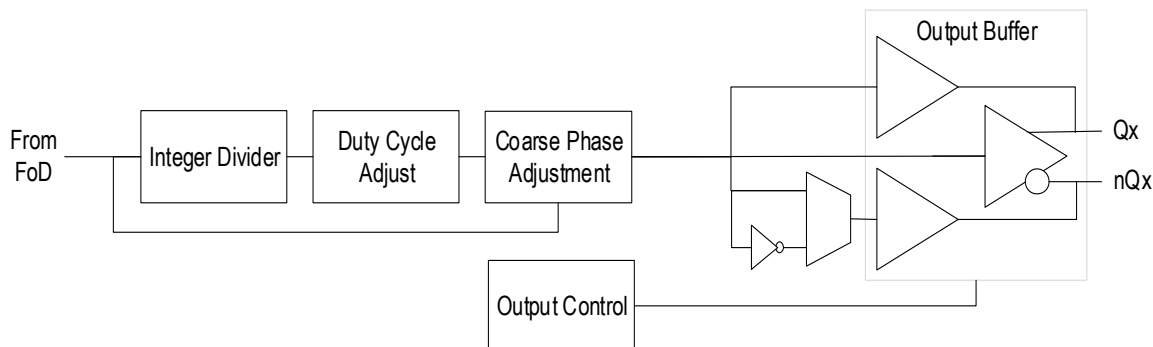 Output Buffer
From
FoD
Integer Divider
Duty Cycle
Adjust
Coarse Phase
Adjustment
Qx
nQx
Output Control